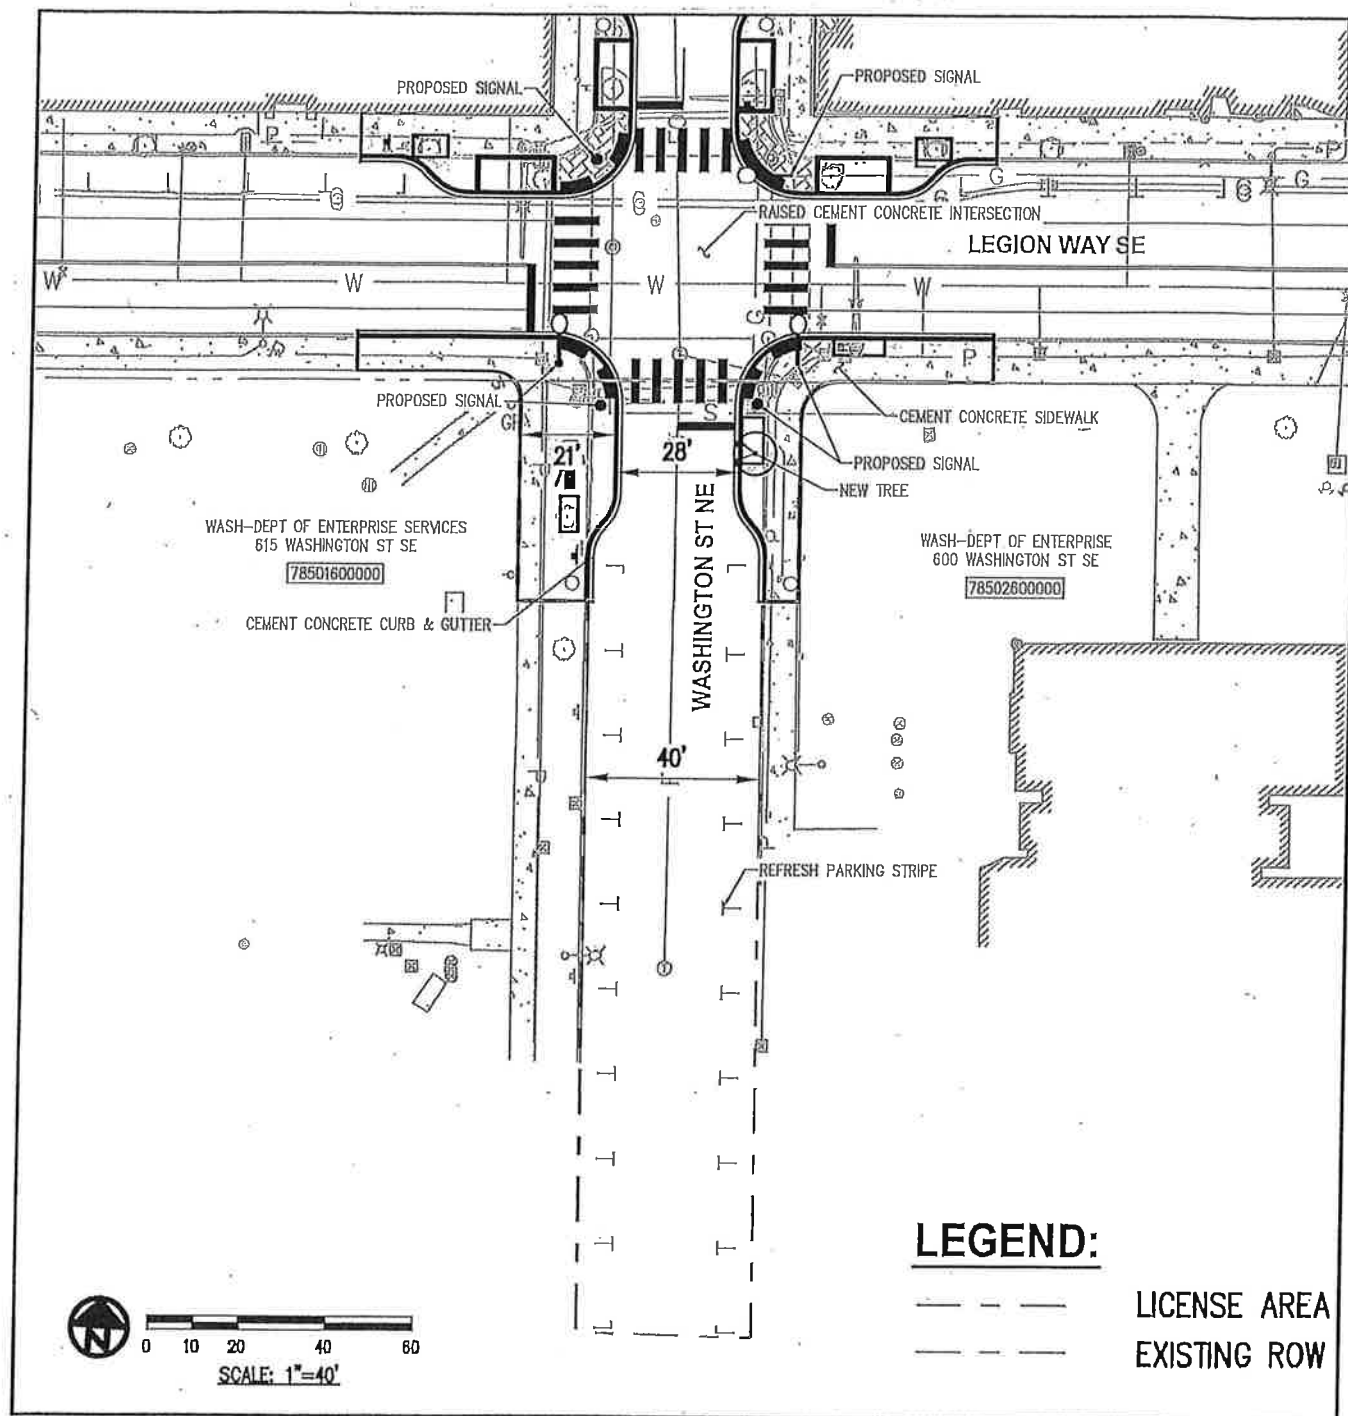 PROPOSED SIGNAL
PROPOSED SIGNAL
P
P
G
G
G
RAISED CEMENT CONCRETE INTERSECTION
LEGION WAY SE
W
W
W
W
G
P
PROPOSED SIGNAL
S
CEMENT CONCRETE SIDEWALK
21'
28'
PROPOSED SIGNAL
NEW TREE
WASH-DEPT OF ENTERPRISE SERVICES
615 WASHINGTON ST SE
78501600000
WASH-DEPT OF ENTERPRISE
600 WASHINGTON ST SE
78502600000
CEMENT CONCRETE CURB & GUTTER
WASHINGTON ST NE
40'
REFRESH PARKING STRIPE
LEGEND:
LICENSE AREA
EXISTING ROW
N
0 10 20 40 60
SCALE: 1"=40'